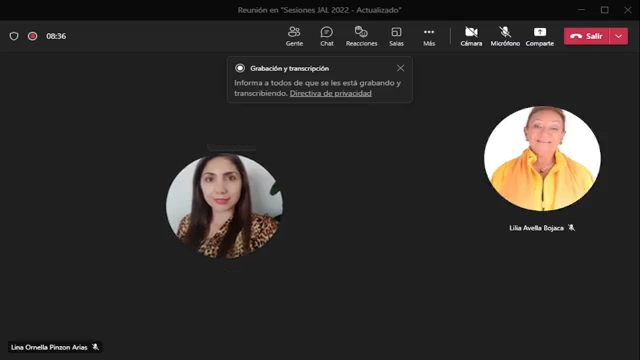 Reunión en "Sesiones JAL 2022 - Actualizado"
08:36
Gente
Chat
Reacciones
Salas
Más
Cámara
Micrófono
Comparte
Salir
Grabación y transcripción
Informa a todos de que se les está grabando y
transcribiendo. Directiva de privacidad
Lilia Avella Bojaca
Lina Ornella Pinzon Arias